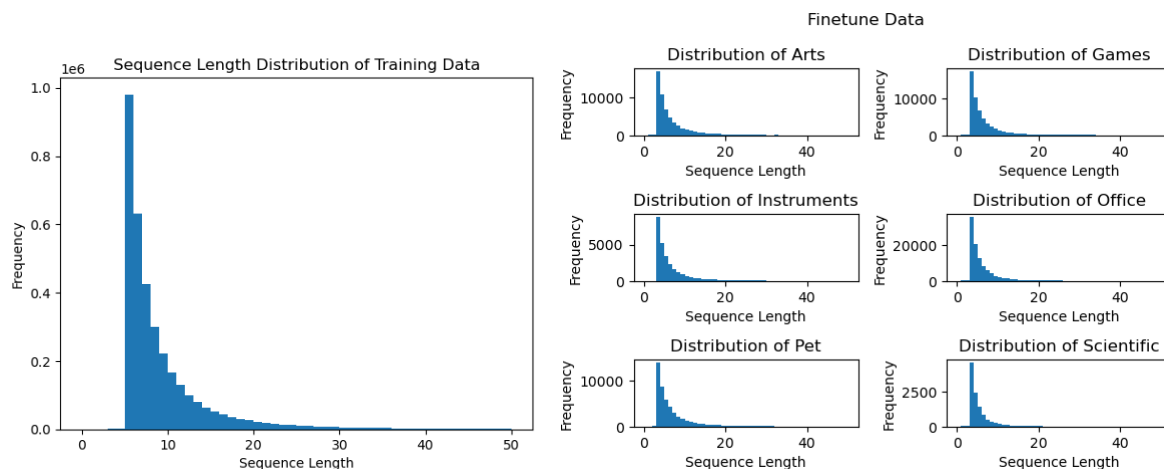 Sequence Length Distribution of Training Data
1e6
Frequency
1.0
0.8
0.6
0.4
0.2
0.0
0 10 20 30 40 50
Sequence Length
Finetune Data
Distribution of Arts
Frequency
10000
0
0 20 40
Sequence Length
Distribution of Games
Frequency
10000
0
0 20 40
Sequence Length
Distribution of Instruments
Frequency
5000
0
0 20 40
Sequence Length
Distribution of Office
Frequency
20000
0
0 20 40
Sequence Length
Distribution of Pet
Frequency
10000
0
0 20 40
Sequence Length
Distribution of Scientific
Frequency
2500
0
0 20 40
Sequence Length